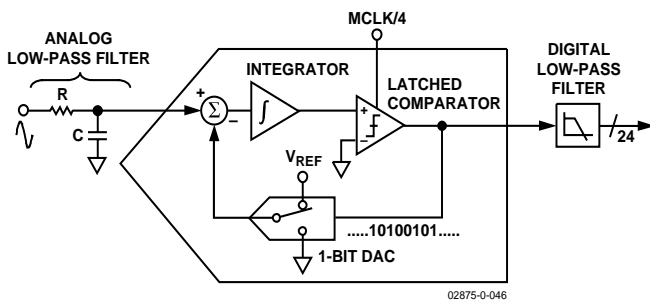 MCLK/4
ANALOG
LOW-PASS FILTER
R
C
+
Σ
–
INTEGRATOR
∫
LATCHED
COMPARATOR
+
–
DIGITAL
LOW-PASS
FILTER
24
VREF
.....10100101.....
1-BIT DAC
02875-0-046